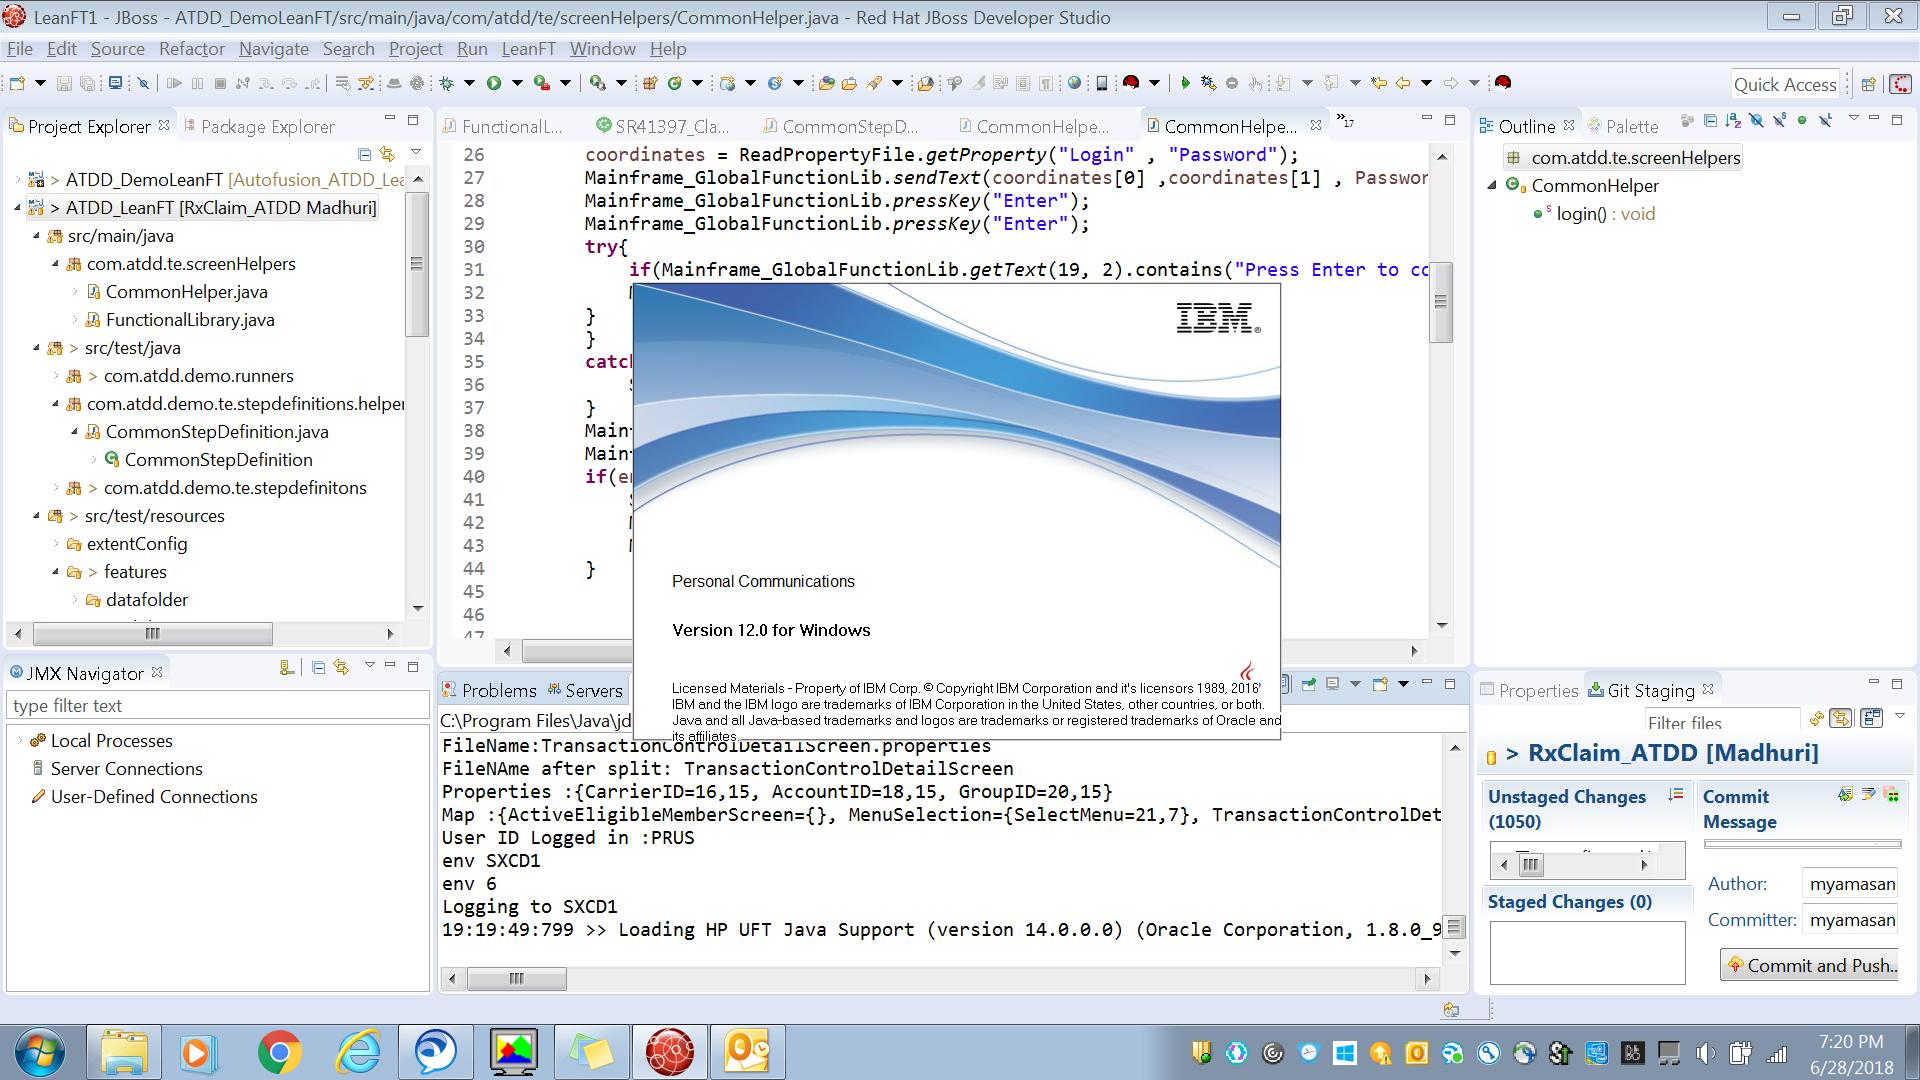 LeanFT1 - JBoss - ATDD_DemoLeanFT/src/main/java/com/atdd/te/screenHelpers/CommonHelper.java - Red Hat JBoss Developer Studio
File Edit Source Refactor Navigate Search Project Run LeanFT Window Help
Quick Access
Project Explorer
Package Explorer
> ATDD_DemoLeanFT [Autofusion_ATDD_Lea
> ATDD_LeanFT [RxClaim_ATDD Madhuri]
src/main/java
com.atdd.te.screenHelpers
CommonHelper.java
FunctionalLibrary.java
> src/test/java
> com.atdd.demo.runners
com.atdd.demo.te.stepdefinitions.helper
CommonStepDefinition.java
CommonStepDefinition
> com.atdd.demo.te.stepdefinitons
> src/test/resources
extentConfig
> features
datafolder
JMX Navigator
type filter text
Local Processes
Server Connections
User-Defined Connections
FunctionalL...
SR41397_Cla...
CommonStepD...
CommonHelpe...
CommonHelpe...
»17
26 coordinates = ReadPropertyFile.getProperty("Login" , "Password");
27 Mainframe_GlobalFunctionLib.sendText(coordinates[0] ,coordinates[1] , Passwor
28 Mainframe_GlobalFunctionLib.pressKey("Enter");
29 Mainframe_GlobalFunctionLib.pressKey("Enter");
30 try{
31 if(Mainframe_GlobalFunctionLib.getText(19, 2).contains("Press Enter to co
32
33 }
34 }
35 catch
36
37 }
38 Main
39 Main
40 if(en
41
42
43
44 }
45
46
47
IBM®
Personal Communications
Version 12.0 for Windows
Licensed Materials - Property of IBM Corp. © Copyright IBM Corporation and it's licensors 1989, 2016
IBM and the IBM logo are trademarks of IBM Corporation in the United States, other countries, or both.
Java and all Java-based trademarks and logos are trademarks or registered trademarks of Oracle and
its affiliates.
Problems
Servers
C:\Program Files\Java\jd
FileName:TransactionControlDetailScreen.properties
FileNAme after split: TransactionControlDetailScreen
Properties :{CarrierID=16,15, AccountID=18,15, GroupID=20,15}
Map :{ActiveEligibleMemberScreen={}, MenuSelection={SelectMenu=21,7}, TransactionControlDet
User ID Logged in :PRUS
env SXCD1
env 6
Logging to SXCD1
19:19:49:799 >> Loading HP UFT Java Support (version 14.0.0.0) (Oracle Corporation, 1.8.0_9
Outline
Palette
com.atdd.te.screenHelpers
CommonHelper
login() : void
Properties
Git Staging
Filter files
> RxClaim_ATDD [Madhuri]
Unstaged Changes
(1050)
Staged Changes (0)
Commit
Message
Author: myamasan
Committer: myamasan
Commit and Push...
7:20 PM
6/28/2018